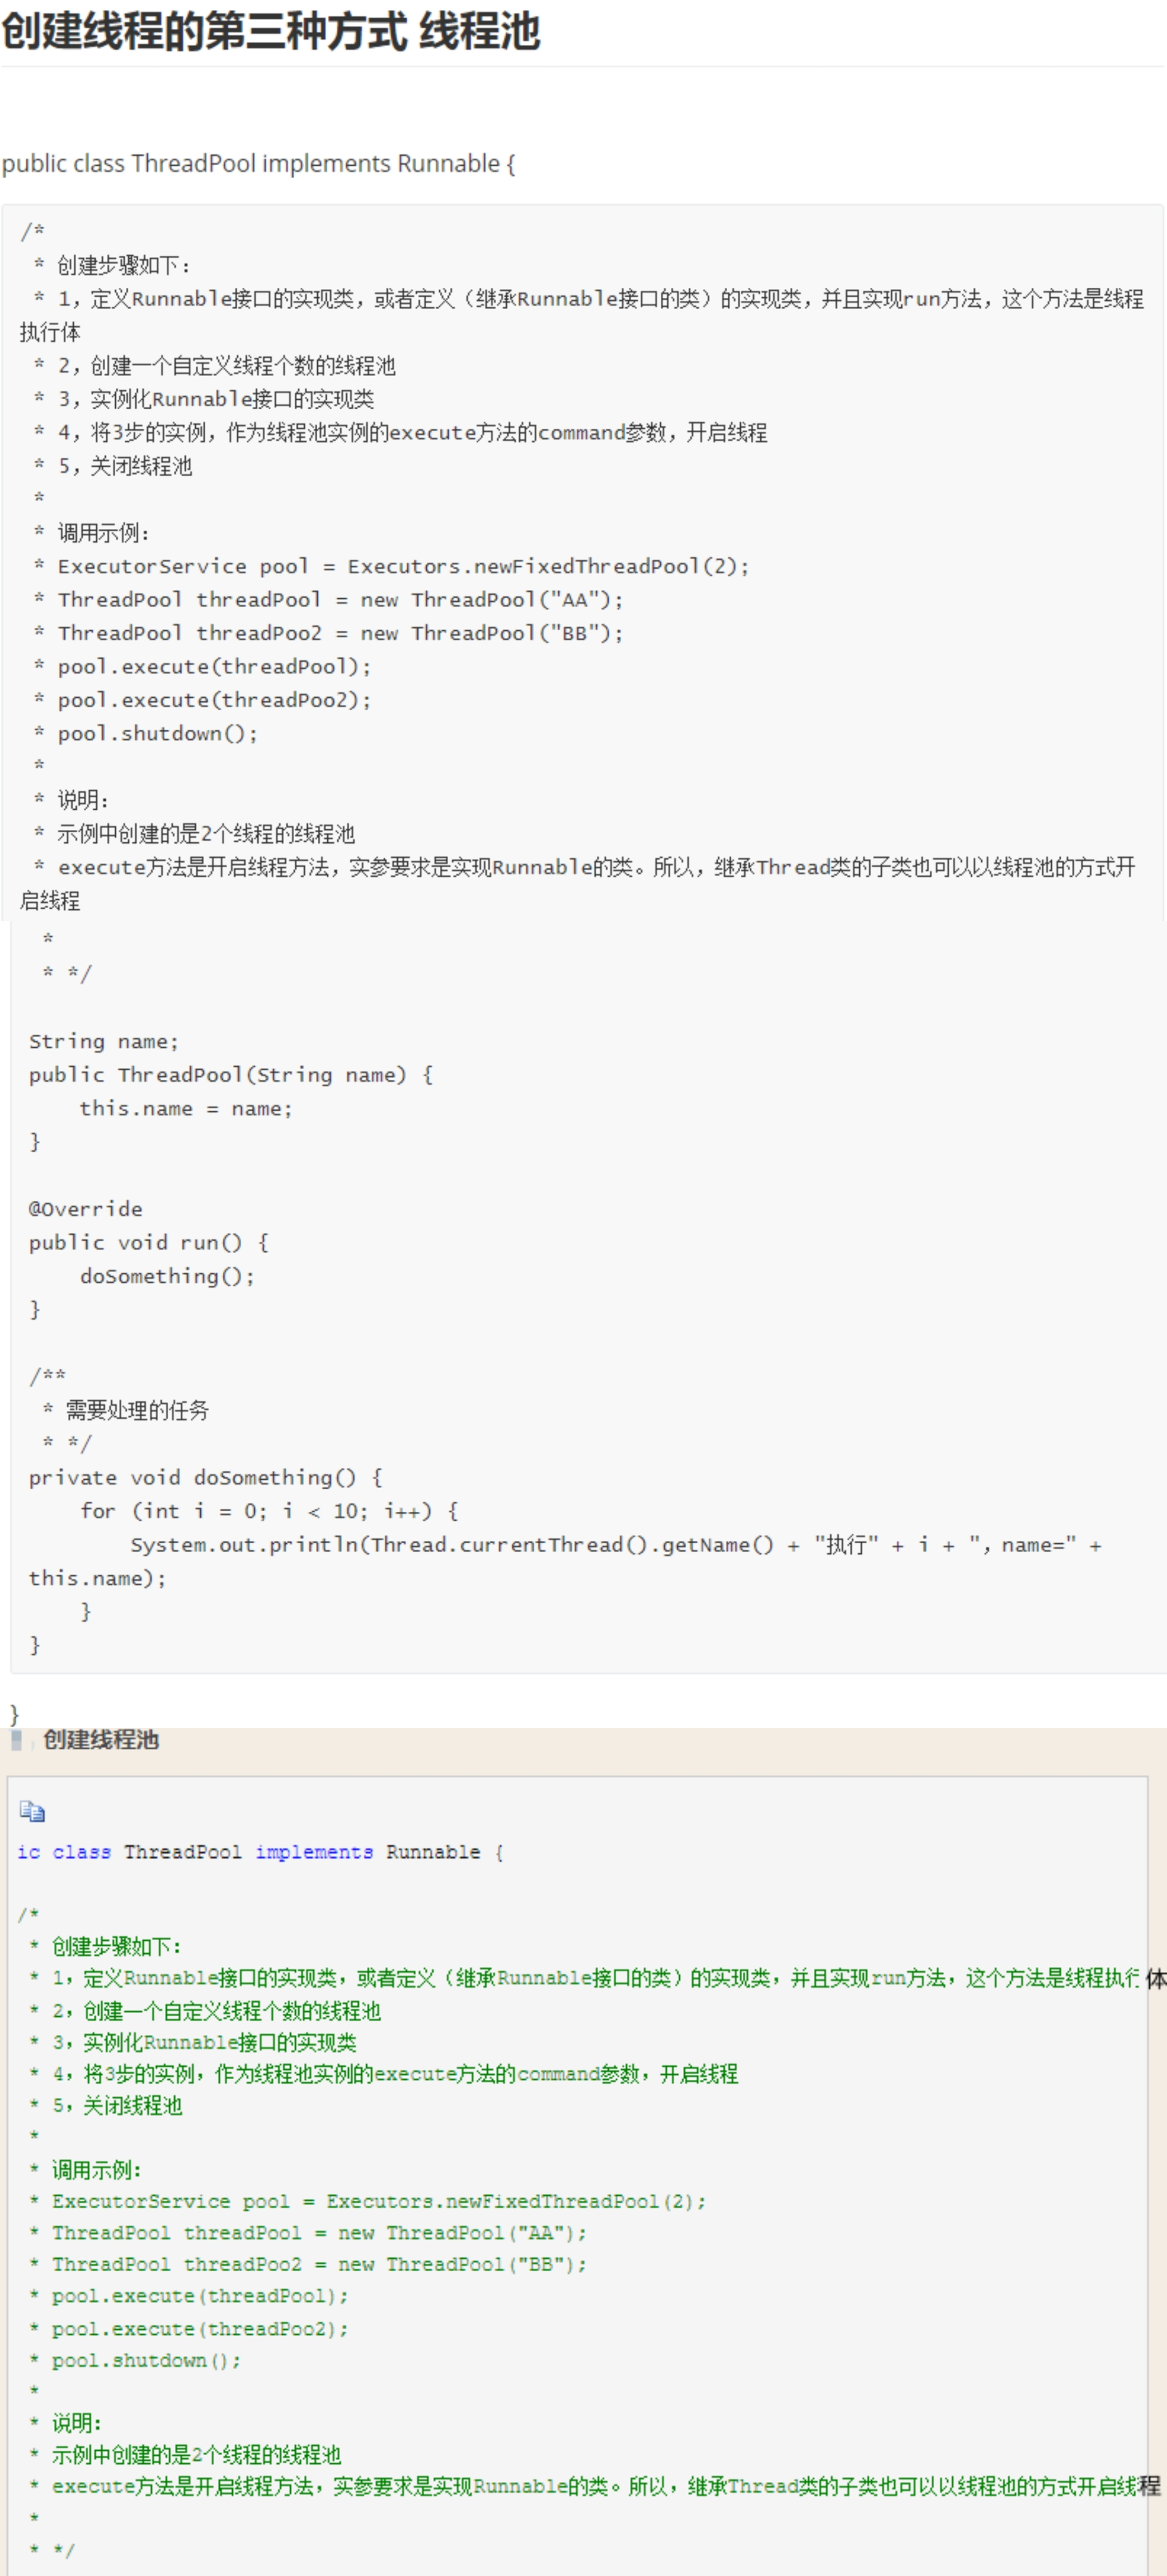 创建线程的第三种方式 线程池
public class ThreadPool implements Runnable {
/*
* 创建步骤如下：
* 1，定义Runnable接口的实现类，或者定义（继承Runnable接口的类）的实现类，并且实现run方法，这个方法是线程
执行体
* 2，创建一个自定义线程个数的线程池
* 3，实例化Runnable接口的实现类
* 4，将3步的实例，作为线程池实例的execute方法的command参数，开启线程
* 5，关闭线程池
*
* 调用示例：
* ExecutorService pool = Executors.newFixedThreadPool(2);
* ThreadPool threadPool = new ThreadPool("AA");
* ThreadPool threadPoo2 = new ThreadPool("BB");
* pool.execute(threadPool);
* pool.execute(threadPoo2);
* pool.shutdown();
*
* 说明：
* 示例中创建的是2个线程的线程池
* execute方法是开启线程方法，实参要求是实现Runnable的类。所以，继承Thread类的子类也可以以线程池的方式开
启线程
*
* */
String name;
public ThreadPool(String name) {
this.name = name;
}
@Override
public void run() {
doSomething();
}
/**
* 需要处理的任务
* */
private void doSomething() {
for (int i = 0; i < 10; i++) {
System.out.println(Thread.currentThread().getName() + "执行" + i + "，name=" +
this.name);
}
}
}
创建线程池
ic class ThreadPool implements Runnable {
/*
* 创建步骤如下：
* 1，定义Runnable接口的实现类，或者定义（继承Runnable接口的类）的实现类，并且实现run方法，这个方法是线程执行体
* 2，创建一个自定义线程个数的线程池
* 3，实例化Runnable接口的实现类
* 4，将3步的实例，作为线程池实例的execute方法的command参数，开启线程
* 5，关闭线程池
*
* 调用示例：
* ExecutorService pool = Executors.newFixedThreadPool(2);
* ThreadPool threadPool = new ThreadPool("AA");
* ThreadPool threadPoo2 = new ThreadPool("BB");
* pool.execute(threadPool);
* pool.execute(threadPoo2);
* pool.shutdown();
*
* 说明：
* 示例中创建的是2个线程的线程池
* execute方法是开启线程方法，实参要求是实现Runnable的类。所以，继承Thread类的子类也可以以线程池的方式开启线程
*
* */